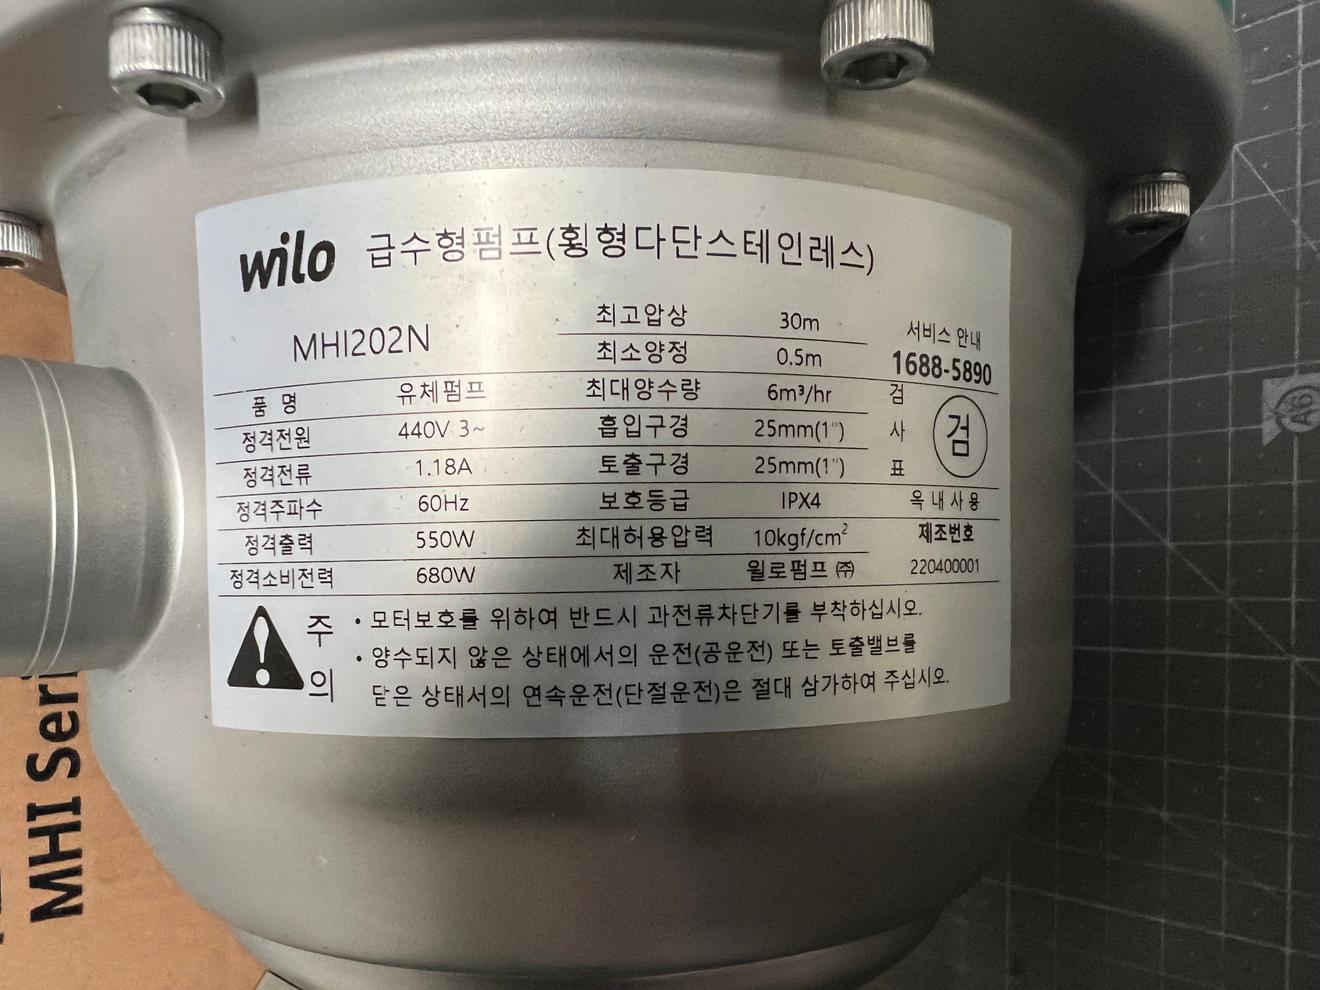 wilo 급수형펌프(횡형다단스테인레스)
MHI202N
최고압상 30m
최소양정 0.5m
서비스 안내
1688-5890
품 명 유체펌프 최대양수량 6m³/hr
정격전원 440V 3~ 흡입구경 25mm(1")
정격전류 1.18A 토출구경 25mm(1")
정격주파수 60Hz 보호등급 IPX4
정격출력 550W 최대허용압력 10kgf/cm²
정격소비전력 680W 제조자 윌로펌프 ㈜
검
사
표
검
옥내사용
제조번호
220400001
주
의
• 모터보호를 위하여 반드시 과전류차단기를 부착하십시오.
• 양수되지 않은 상태에서의 운전(공운전) 또는 토출밸브를
닫은 상태서의 연속운전(단절운전)은 절대 삼가하여 주십시오.
MHI Seri
A6